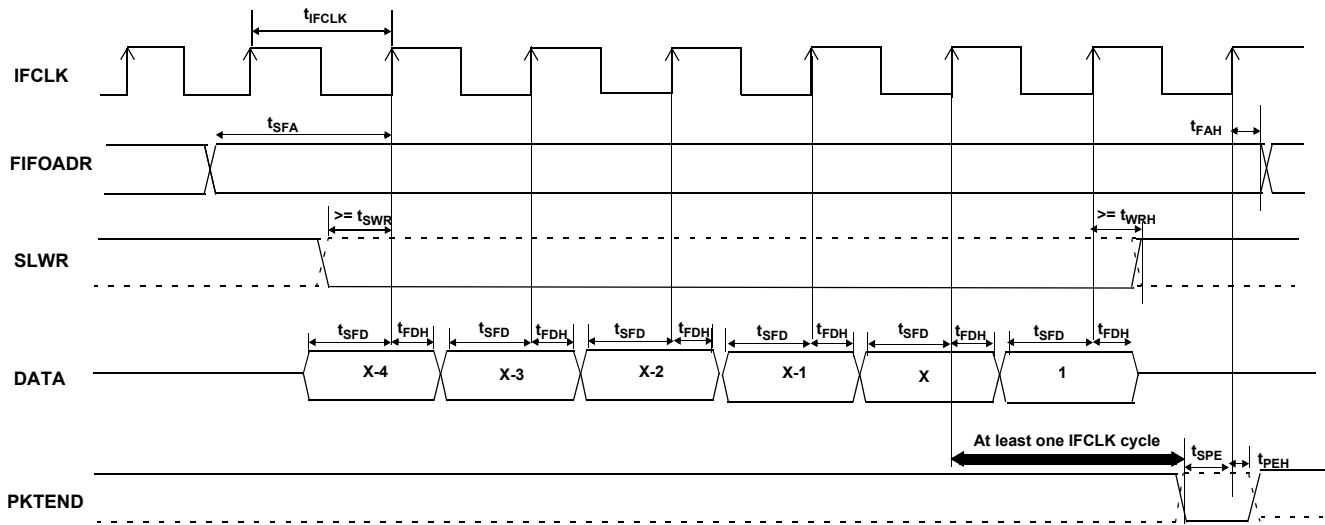 tIFCLK
IFCLK
tSFA
tFAH
FIFOADR
>= tSWR
>= tWRH
SLWR
tSFD tFDH tSFD tFDH tSFD tFDH tSFD tFDH tSFD tFDH tSFD tFDH
DATA X-4 X-3 X-2 X-1 X 1
At least one IFCLK cycle
tSPE
tPEH
PKTEND